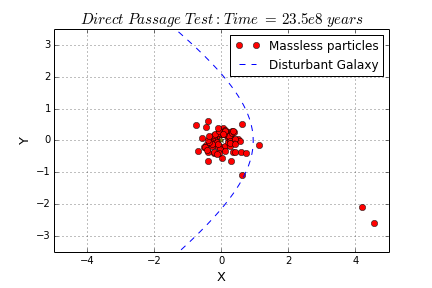 Direct Passage Test: Time = 23.5e8 years
Massless particles
Disturbant Galaxy
Y
3
2
1
0
−1
−2
−3
−4
−2
0
2
4
X